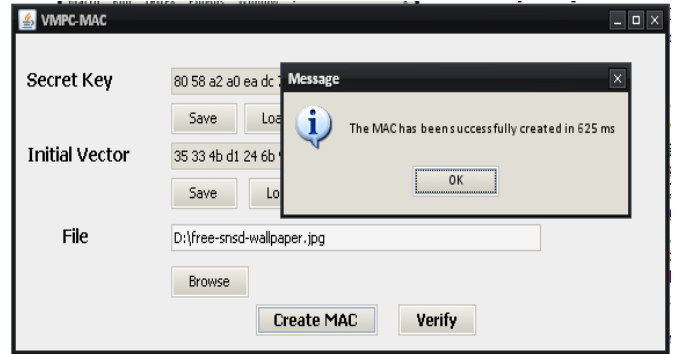 VMPC-MAC
Secret Key
80 58 a2 a0 ea dc
Message
Save
The MAC has been successfully created in 625 ms
Initial Vector
35 33 4b d1 24 6b
OK
Save
File
D:\free-snsd-wallpaper.jpg
Browse
Create MAC
Verify